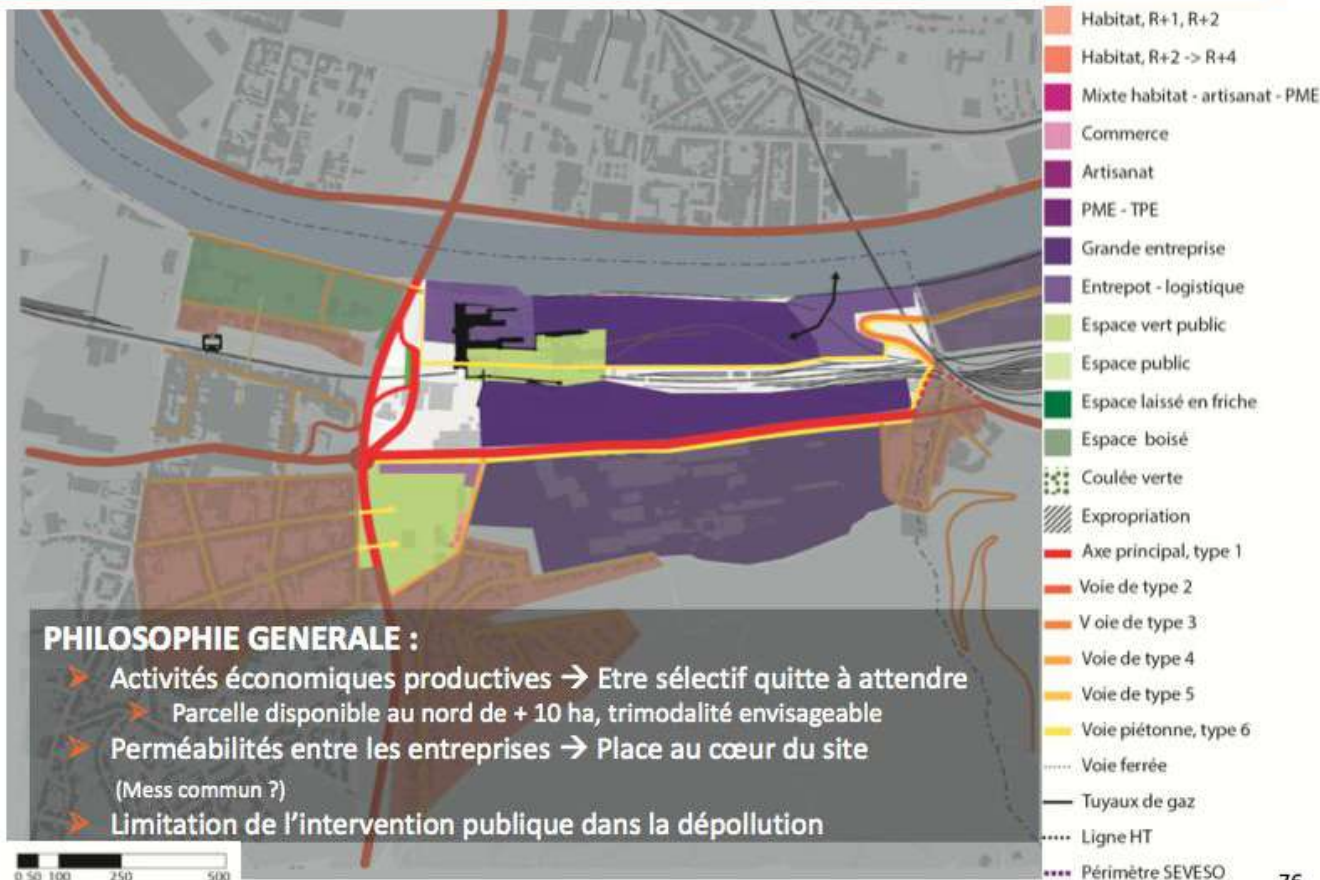 Habitat, R+1, R+2
Habitat, R+2 -> R+4
Mixte habitat - artisanat - PME
Commerce
Artisanat
PME - TPE
Grande entreprise
Entrepot - logistique
Espace vert public
Espace public
Espace laissé en friche
Espace boisé
Coulée verte
Expropriation
Axe principal, type 1
Voie de type 2
V oie de type 3
Voie de type 4
Voie de type 5
Voie piétonne, type 6
Voie ferrée
Tuyaux de gaz
Ligne HT
Périmètre SEVESO
PHILOSOPHIE GENERALE :
➤ Activités économiques productives → Etre sélectif quitte à attendre
➤ Parcelle disponible au nord de + 10 ha, trimodalité envisageable
➤ Perméabilités entre les entreprises → Place au cœur du site
(Mess commun ?)
➤ Limitation de l'intervention publique dans la dépollution
0 50 100 250 500
76